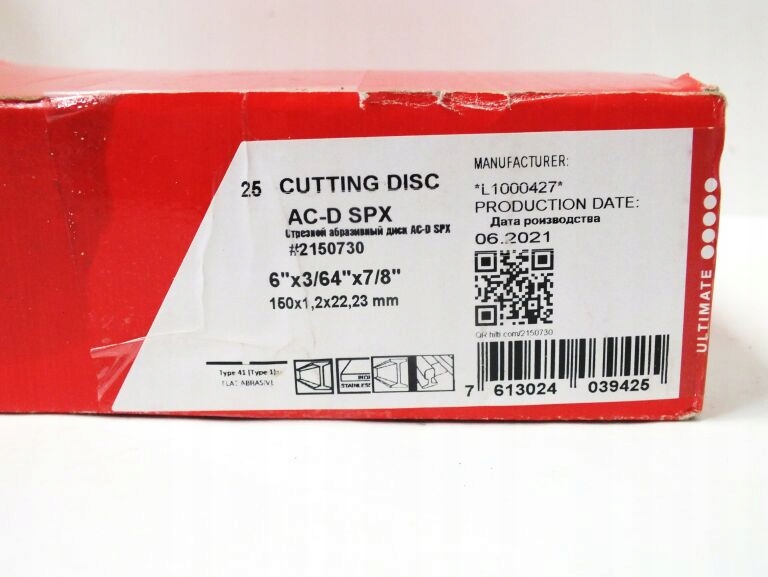 25 CUTTING DISC
AC-D SPX
Отрезной абразивный диск AC-D SPX
#2150730
6"x3/64"x7/8"
150x1,2x22,23 mm
Type 41 (Type 1)
FLAT ABRASIVE
INOX
STAINLESS
MANUFACTURER:
*L1000427*
PRODUCTION DATE:
Дата роизводства
06.2021
QR hilti.com/2150730
7 613024 039425
ULTIMATE